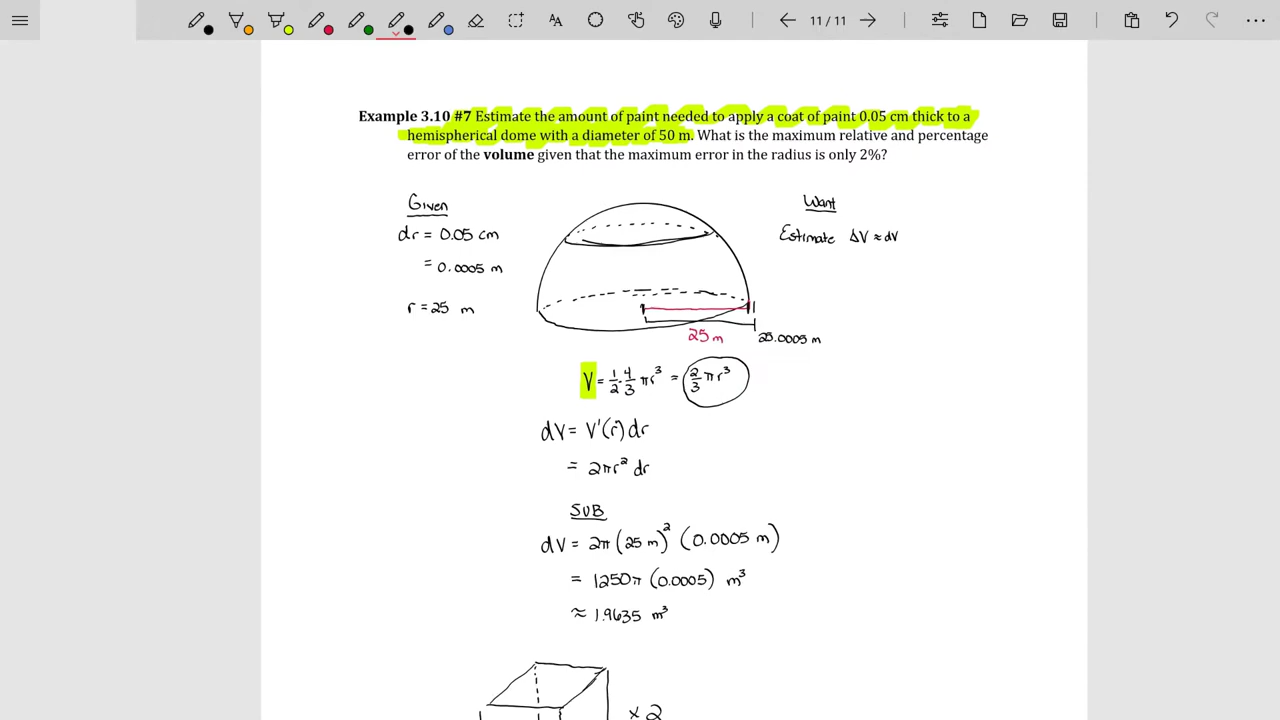 11 / 11
Example 3.10 #7 Estimate the amount of paint needed to apply a coat of paint 0.05 cm thick to a
hemispherical dome with a diameter of 50 m. What is the maximum relative and percentage
error of the volume given that the maximum error in the radius is only 2%?
Given
dr = 0.05 cm
= 0.0005 m
r = 25 m
Want
Estimate ΔV ≈ dV
25 m
25.0005 m
V = 1/2 · 4/3 πr³ = 2/3 πr³
dV = V'(r) dr
= 2πr² dr
SUB
dV = 2π (25 m)² (0.0005 m)
= 1250π (0.0005) m³
≈ 1.9635 m³
× 2